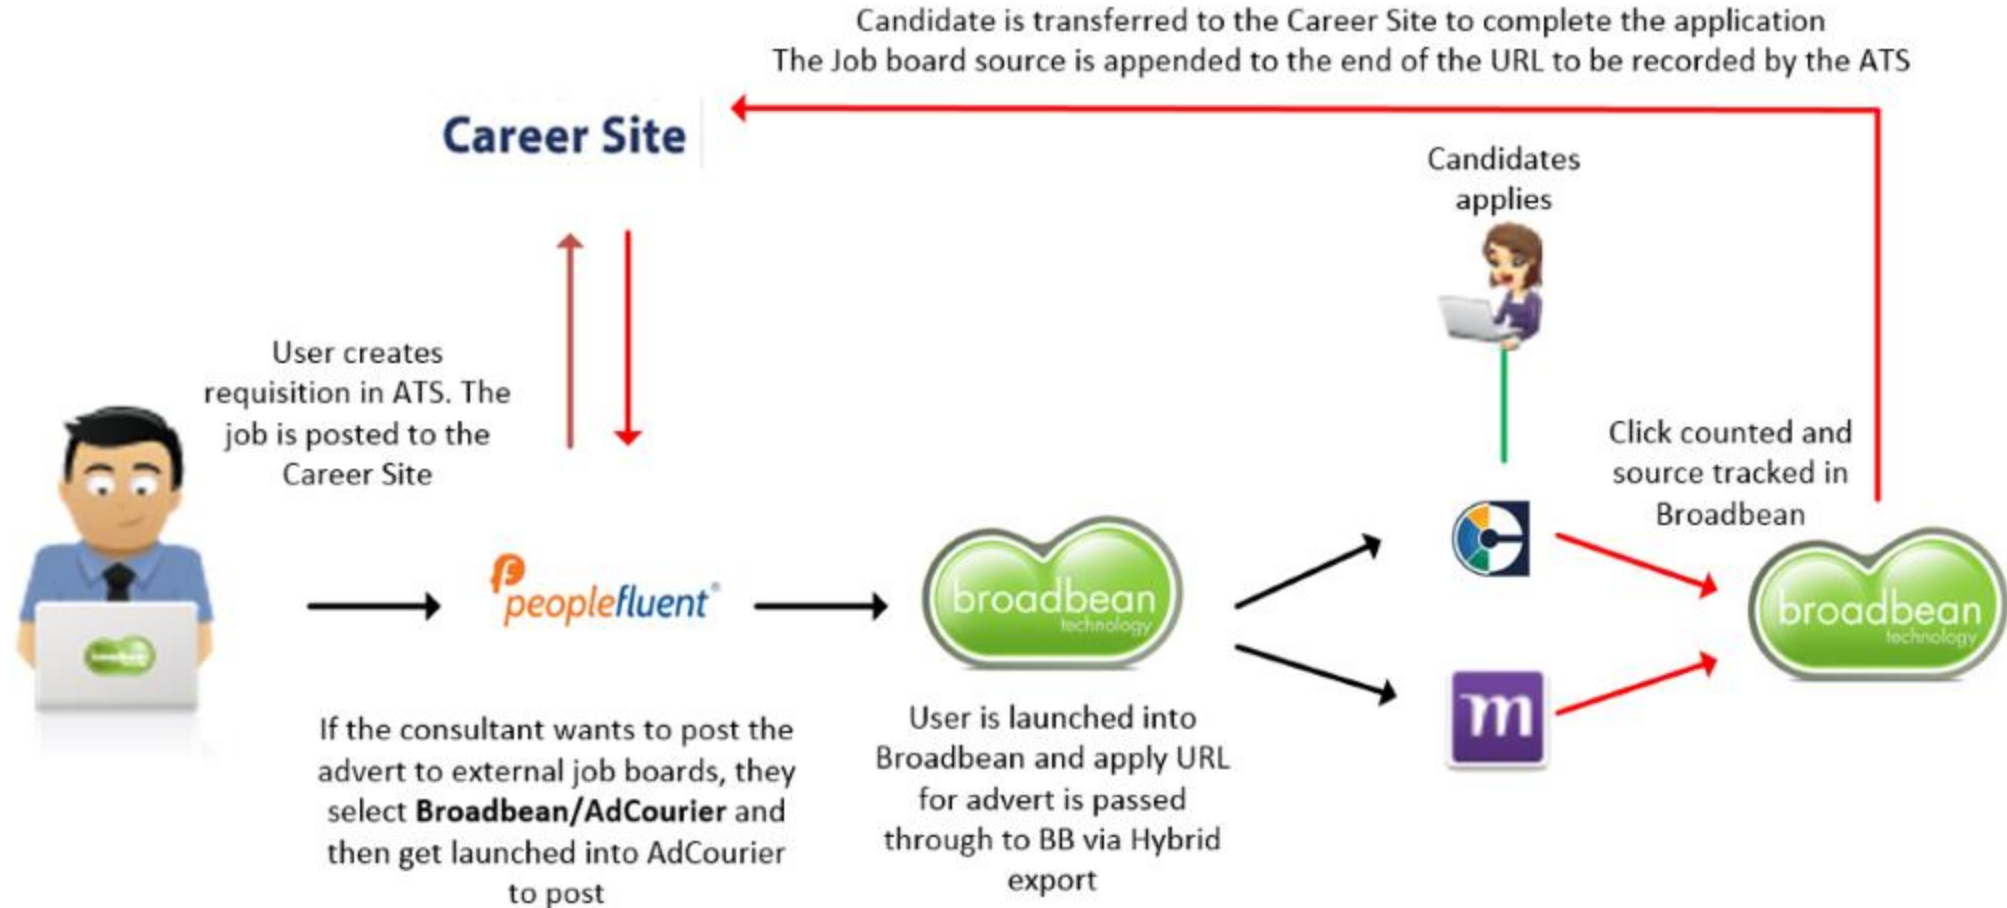 Candidate is transferred to the Career Site to complete the application
The Job board source is appended to the end of the URL to be recorded by the ATS
Career Site
Candidates
applies
User creates
requisition in ATS. The
job is posted to the
Career Site
Click counted and
source tracked in
Broadbean
peoplefluent®
broadbean
technology
m
broadbean
technology
If the consultant wants to post the
advert to external job boards, they
select Broadbean/AdCourier and
then get launched into AdCourier
to post
User is launched into
Broadbean and apply URL
for advert is passed
through to BB via Hybrid
export